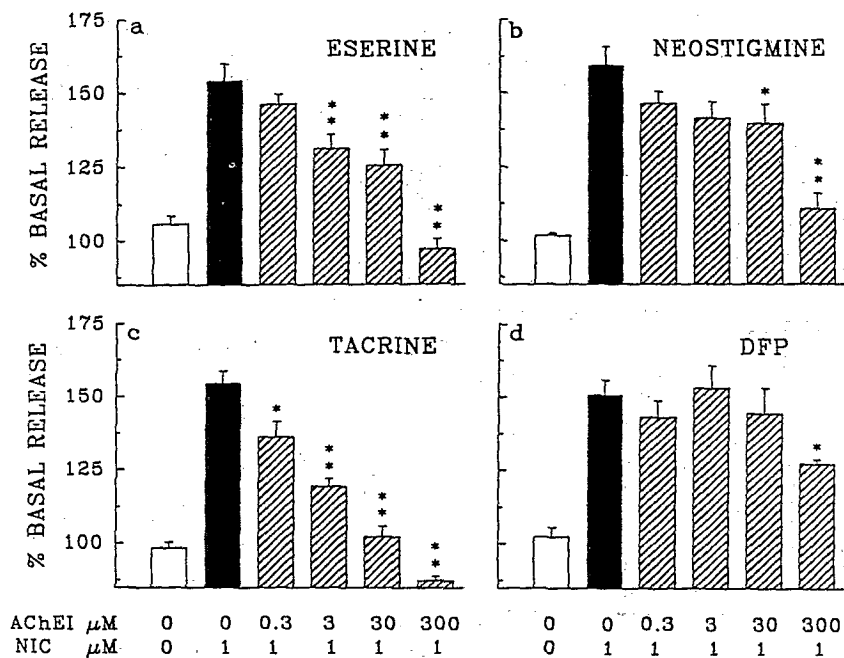 a
ESERINE
b
NEOSTIGMINE
% BASAL RELEASE
175
150
125
100
* *
* *
* *
*
* *
c
TACRINE
d
DFP
% BASAL RELEASE
175
150
125
100
*
* *
* *
* *
*
AChEI μM 0 0 0.3 3 30 300 0 0 0.3 3 30 300
NIC μM 0 1 1 1 1 1 0 1 1 1 1 1